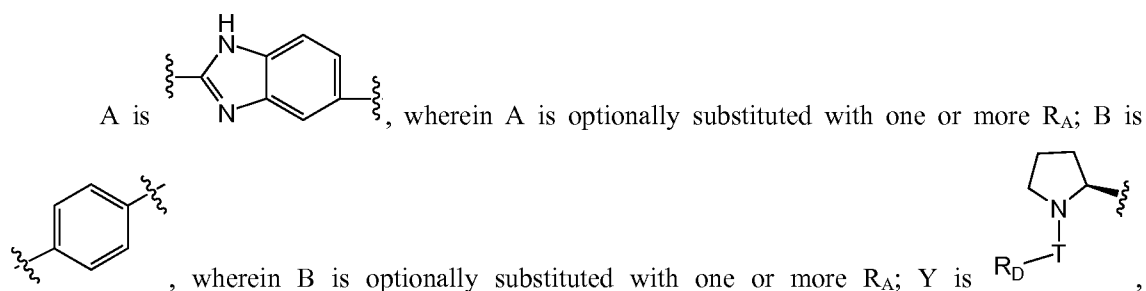 H
N
N
A is , wherein A is optionally substituted with one or more R_A; B is
N
T
R_D
, wherein B is optionally substituted with one or more R_A; Y is ,